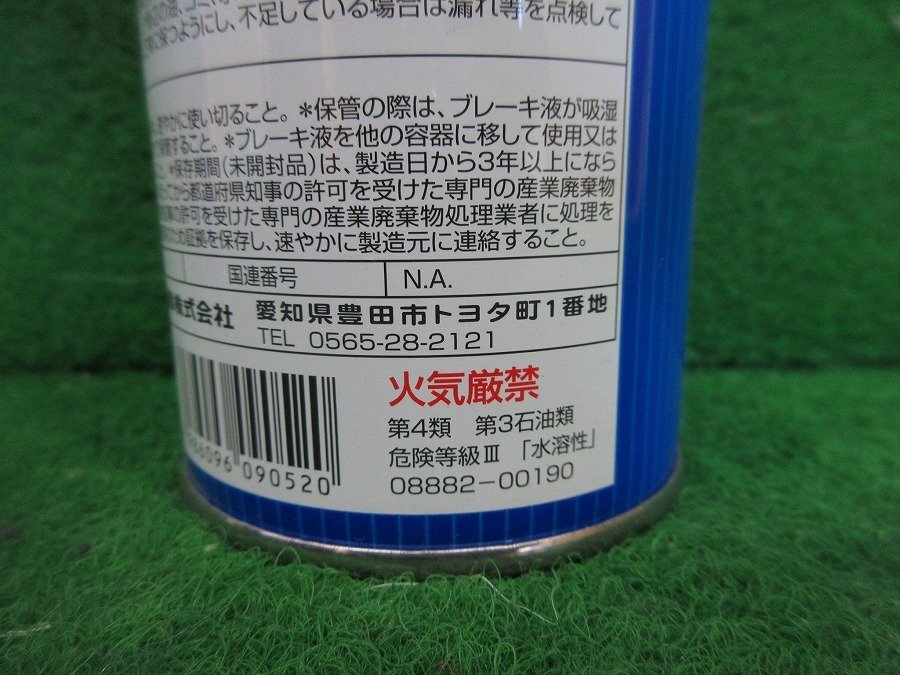 の油、ゴミ、
ようにし、不足している場合は漏れ等を点検して
やかに使い切ること。＊保管の際は、ブレーキ液が吸湿
すること。＊ブレーキ液を他の容器に移して使用又は
＊保存期間（未開封品）は、製造日から3年以上になら
てから都道府県知事の許可を受けた専門の産業廃棄物
の許可を受けた専門の産業廃棄物処理業者に処理を
証拠を保存し、速やかに製造元に連絡すること。
国連番号 N.A.
株式会社 愛知県豊田市トヨタ町1番地
TEL 0565-28-2121
火気厳禁
第4類 第3石油類
危険等級Ⅲ 「水溶性」
08882-00190
6096 090520